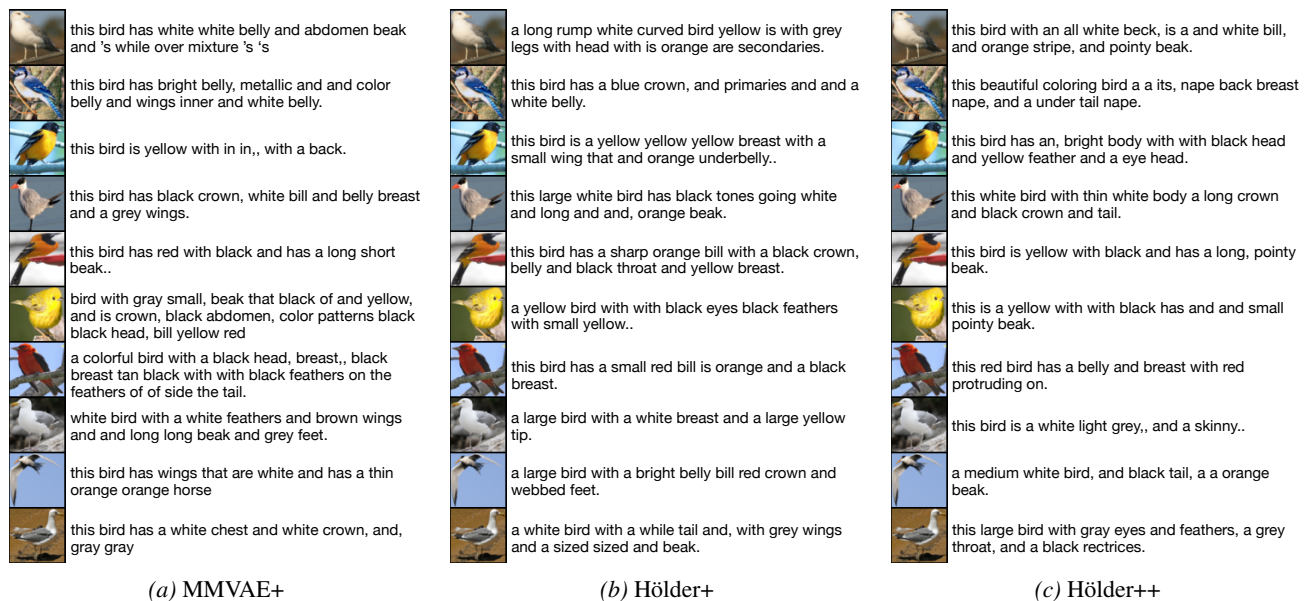 this bird has white white belly and abdomen beak
and 's while over mixture 's 's
this bird has bright belly, metallic and and color
belly and wings inner and white belly.
this bird is yellow with in in,, with a back.
this bird has black crown, white bill and belly breast
and a grey wings.
this bird has red with black and has a long short
beak..
bird with gray small, beak that black of and yellow,
and is crown, black abdomen, color patterns black
black head, bill yellow red
a colorful bird with a black head, breast,, black
breast tan black with with black feathers on the
feathers of of side the tail.
white bird with a white feathers and brown wings
and and long long beak and grey feet.
this bird has wings that are white and has a thin
orange orange horse
this bird has a white chest and white crown, and,
gray gray
(a) MMVAE+
a long rump white curved bird yellow is with grey
legs with head with is orange are secondaries.
this bird has a blue crown, and primaries and and a
white belly.
this bird is a yellow yellow yellow breast with a
small wing that and orange underbelly..
this large white bird has black tones going white
and long and and, orange beak.
this bird has a sharp orange bill with a black crown,
belly and black throat and yellow breast.
a yellow bird with with black eyes black feathers
with small yellow..
this bird has a small red bill is orange and a black
breast.
a large bird with a white breast and a large yellow
tip.
a large bird with a bright belly bill red crown and
webbed feet.
a white bird with a while tail and, with grey wings
and a sized sized and beak.
(b) Hölder+
this bird with an all white beck, is a and white bill,
and orange stripe, and pointy beak.
this beautiful coloring bird a a its, nape back breast
nape, and a under tail nape.
this bird has an, bright body with with black head
and yellow feather and a eye head.
this white bird with thin white body a long crown
and black crown and tail.
this bird is yellow with black and has a long, pointy
beak.
this is a yellow with with black has and and small
pointy beak.
this red bird has a belly and breast with red
protruding on.
this bird is a white light grey,, and a skinny..
a medium white bird, and black tail, a a orange
beak.
this large bird with gray eyes and feathers, a grey
throat, and a black rectrices.
(c) Hölder++